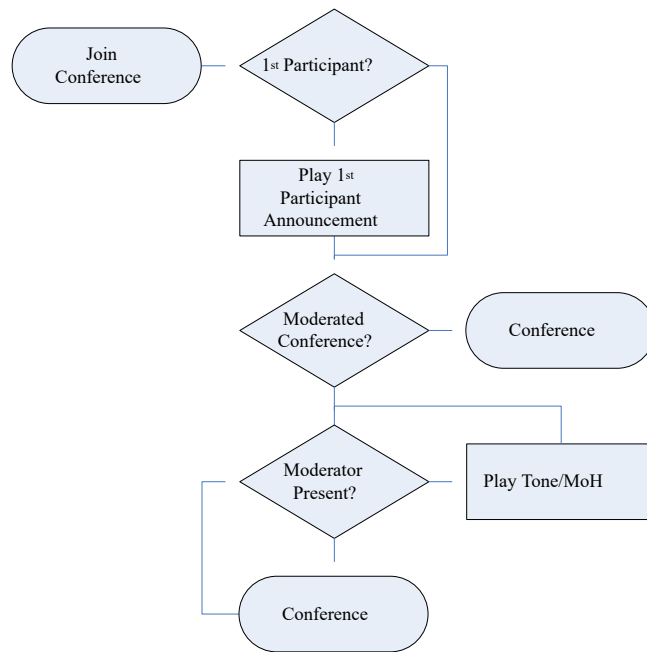 Join
Conference
1st Participant?
Play 1st
Participant
Announcement
Moderated
Conference?
Conference
Moderator
Present?
Play Tone/MoH
Conference